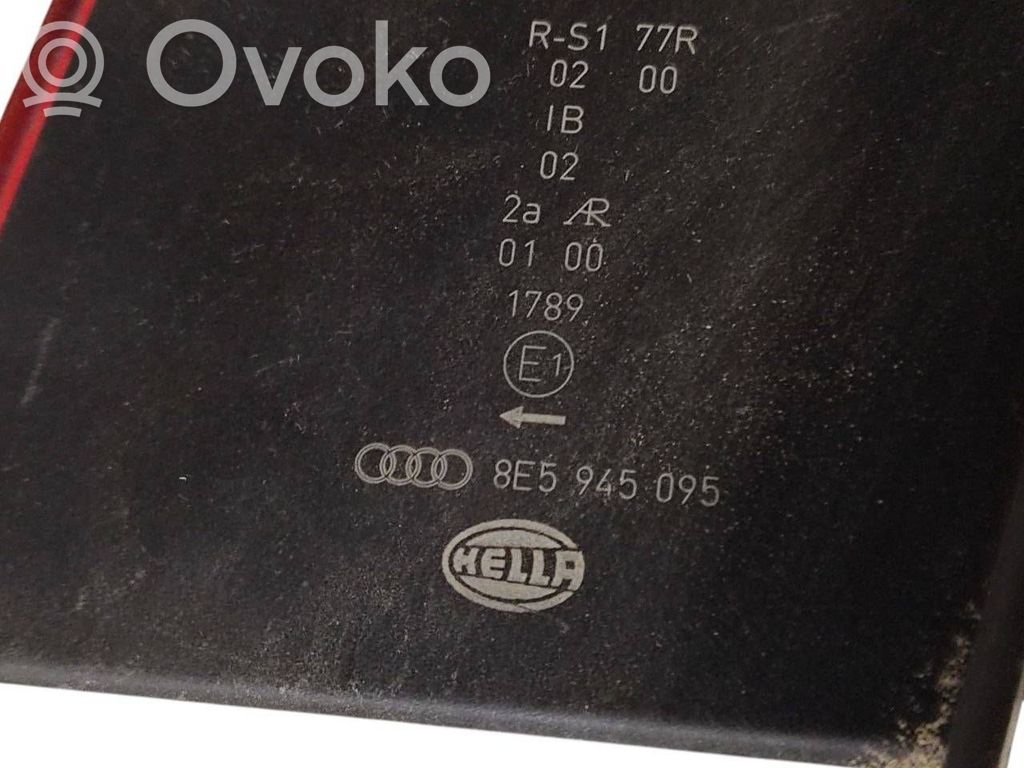 Ovoko
R-S1 77R
02 00
IB
02
2a AR
01 00
1789
E1
8E5 945 095
HELLA